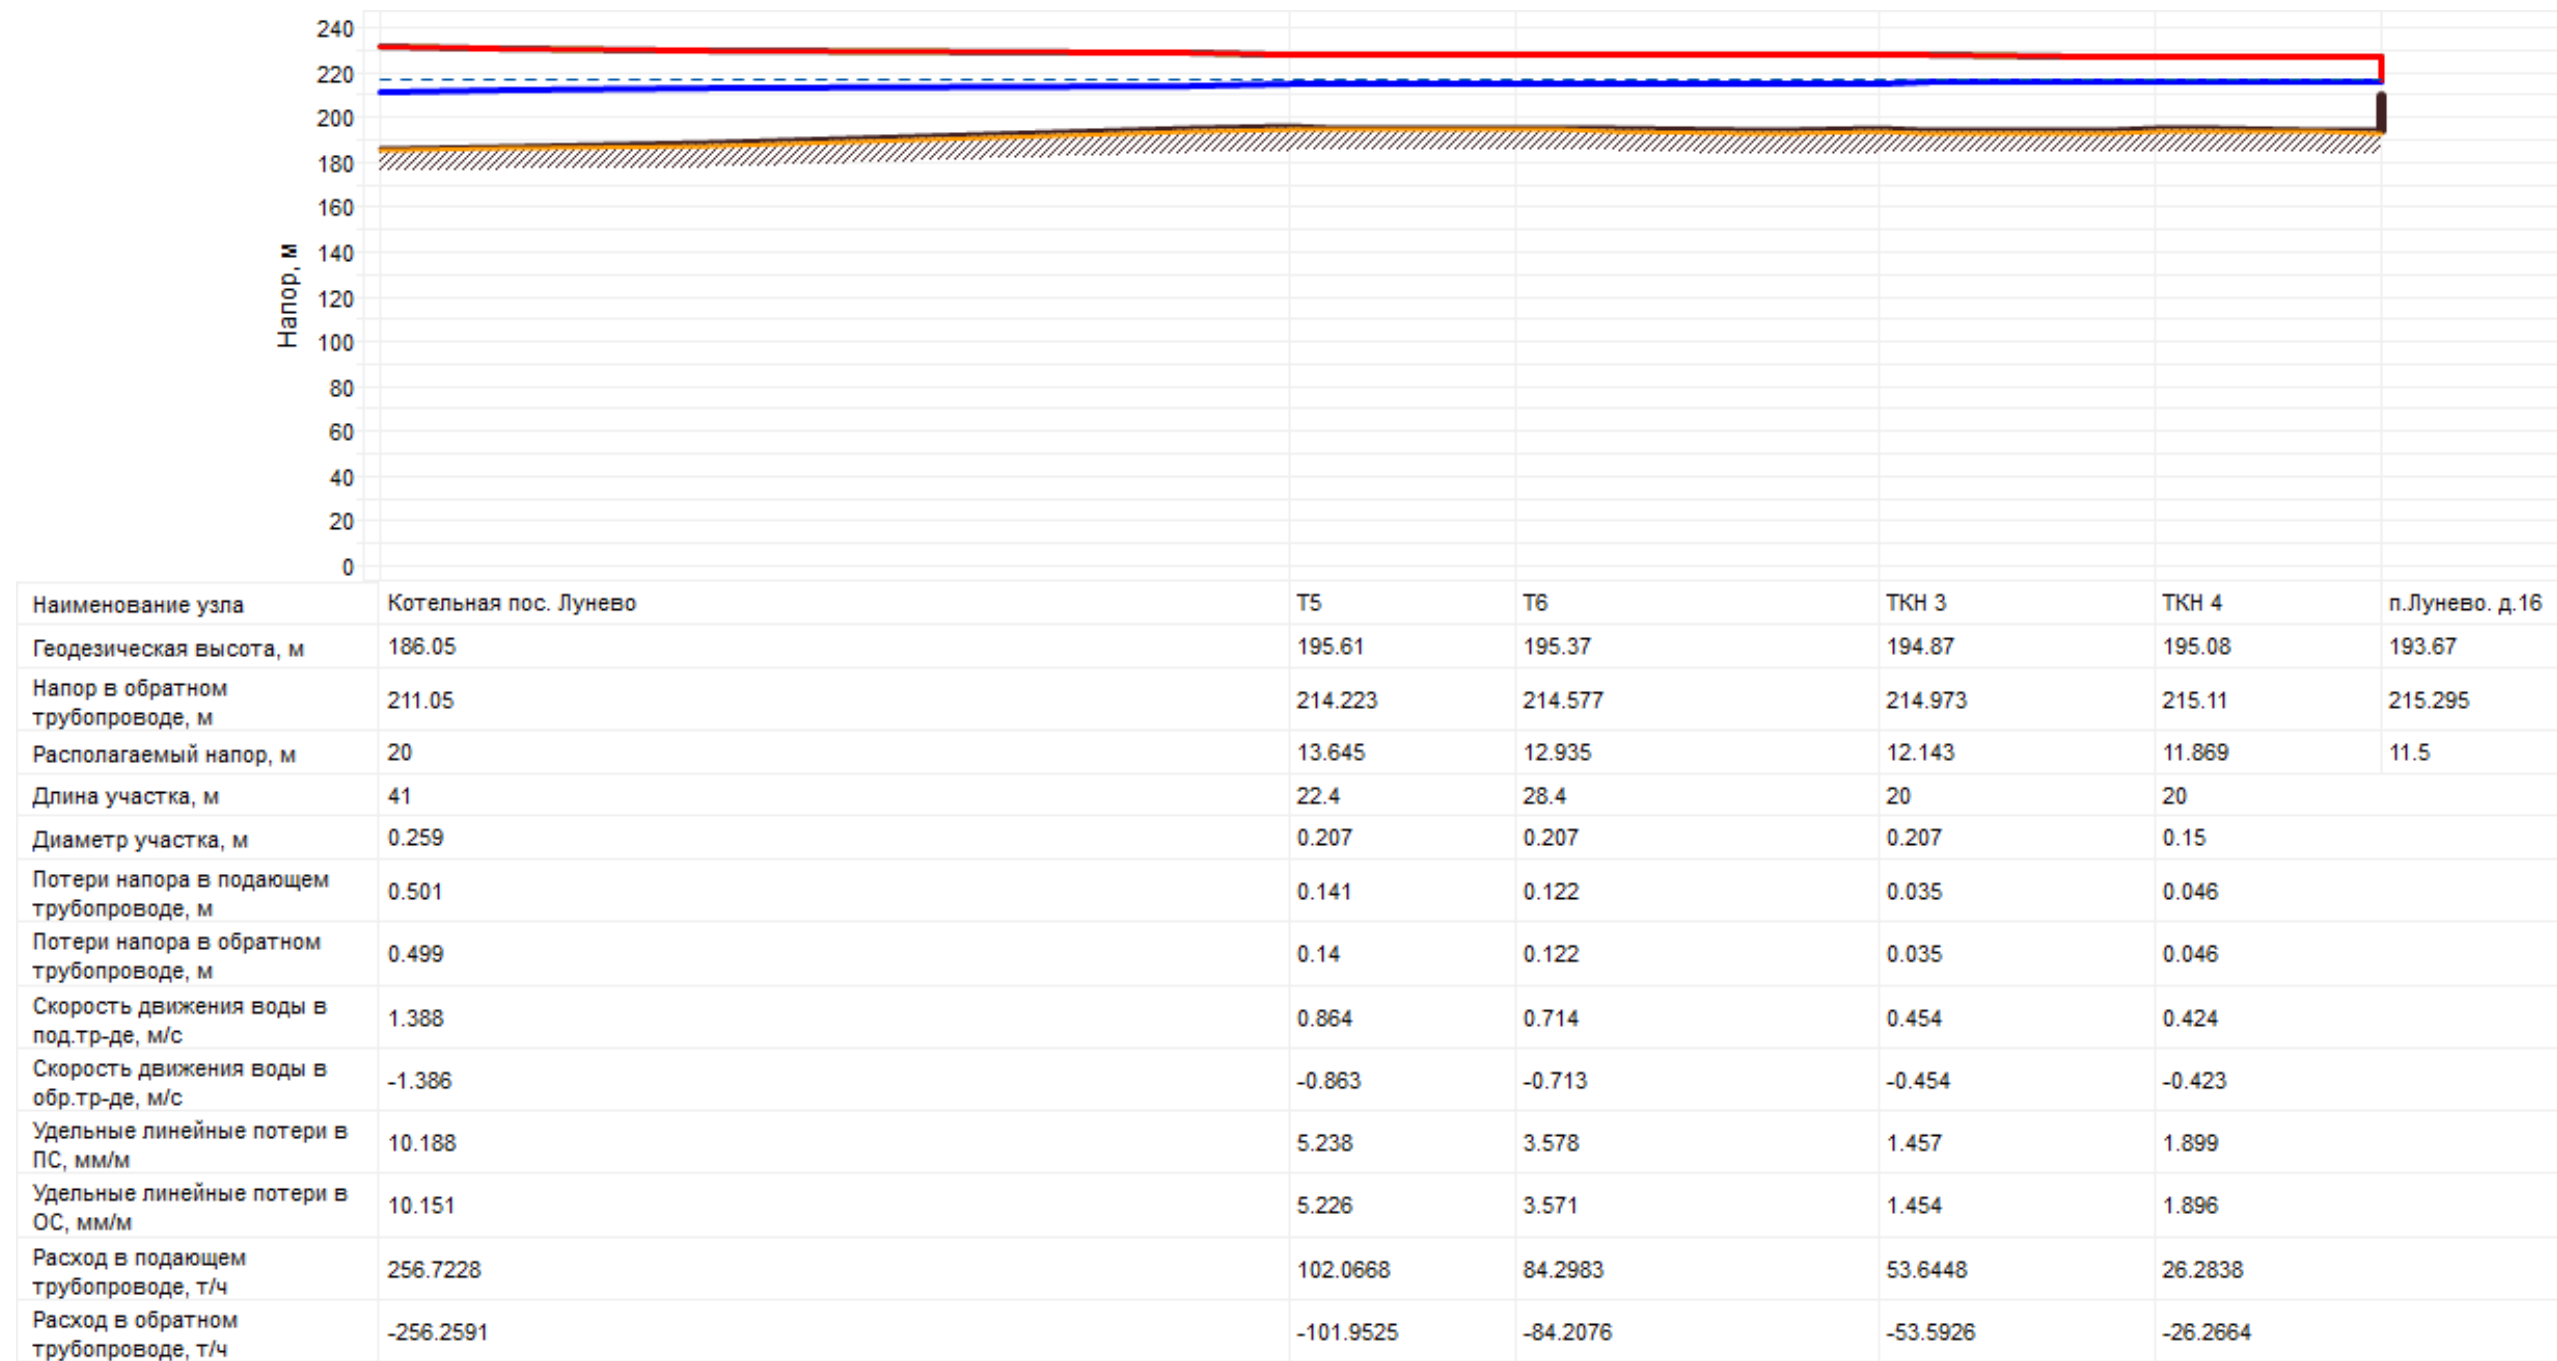 240
220
200
180
160
140
120
100
80
60
40
20
0
Напор, м
Наименование узла Котельная пос. Лунево Т5 Т6 ТКН 3 ТКН 4 п.Лунево. д.16
Геодезическая высота, м 186.05 195.61 195.37 194.87 195.08 193.67
Напор в обратном
трубопроводе, м 211.05 214.223 214.577 214.973 215.11 215.295
Располагаемый напор, м 20 13.645 12.935 12.143 11.869 11.5
Длина участка, м 41 22.4 28.4 20 20
Диаметр участка, м 0.259 0.207 0.207 0.207 0.15
Потери напора в подающем
трубопроводе, м 0.501 0.141 0.122 0.035 0.046
Потери напора в обратном
трубопроводе, м 0.499 0.14 0.122 0.035 0.046
Скорость движения воды в
под.тр-де, м/с 1.388 0.864 0.714 0.454 0.424
Скорость движения воды в
обр.тр-де, м/с -1.386 -0.863 -0.713 -0.454 -0.423
Удельные линейные потери в
ПС, мм/м 10.188 5.238 3.578 1.457 1.899
Удельные линейные потери в
ОС, мм/м 10.151 5.226 3.571 1.454 1.896
Расход в подающем
трубопроводе, т/ч 256.7228 102.0668 84.2983 53.6448 26.2838
Расход в обратном
трубопроводе, т/ч -256.2591 -101.9525 -84.2076 -53.5926 -26.2664